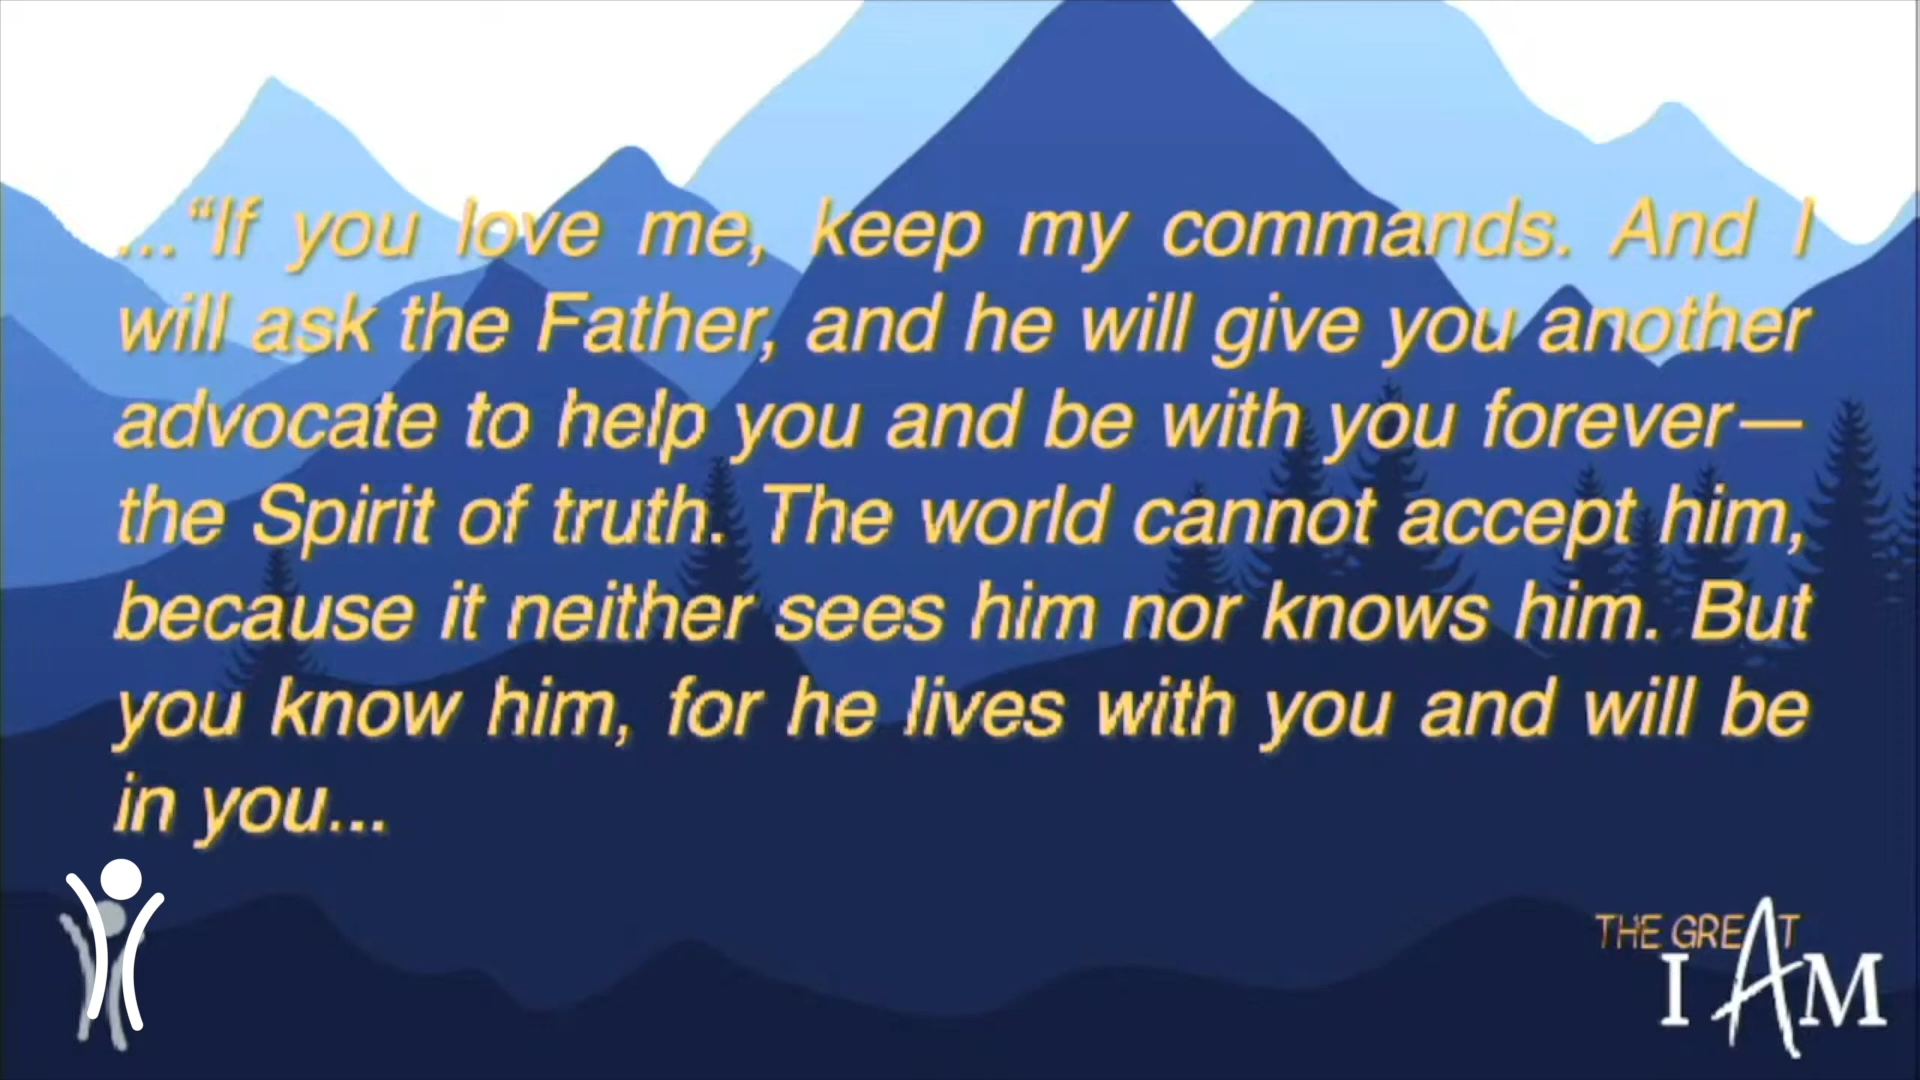 ...“If you love me, keep my commands. And I
will ask the Father, and he will give you another
advocate to help you and be with you forever—
the Spirit of truth. The world cannot accept him,
because it neither sees him nor knows him. But
you know him, for he lives with you and will be
in you...
THE GREAT
I AM